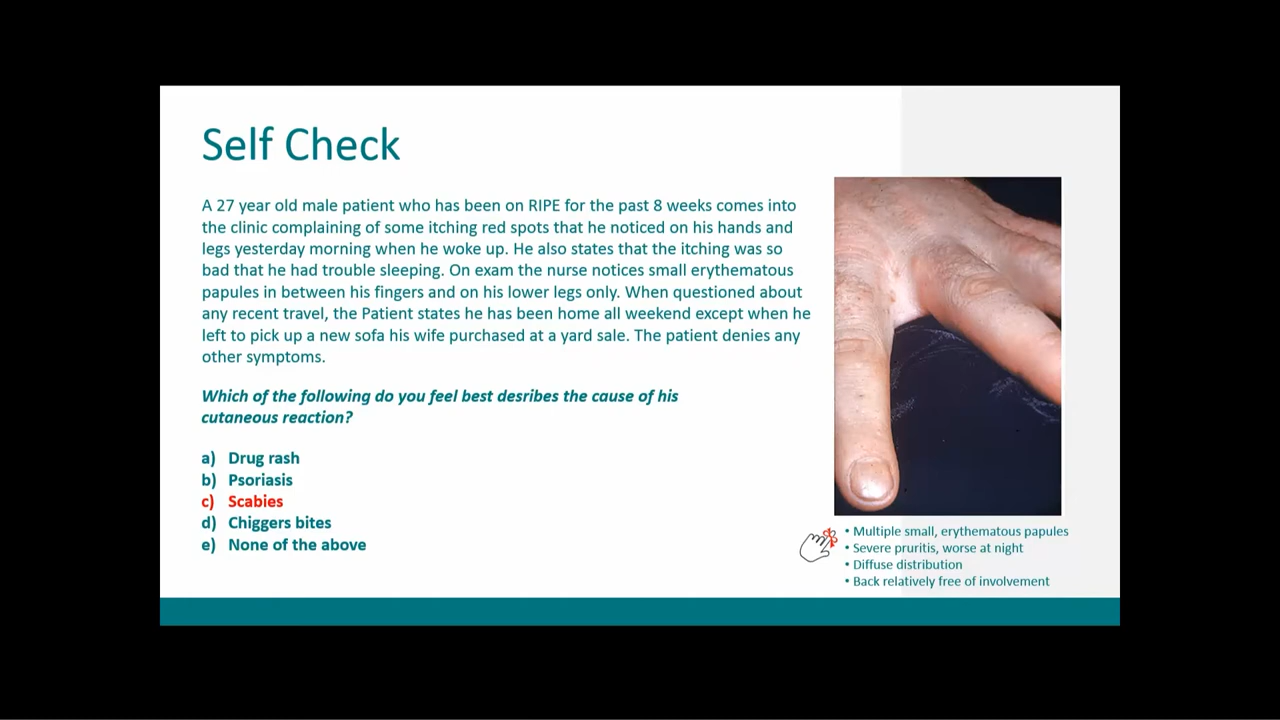 Self Check
A 27 year old male patient who has been on RIPE for the past 8 weeks comes into
the clinic complaining of some itching red spots that he noticed on his hands and
legs yesterday morning when he woke up. He also states that the itching was so
bad that he had trouble sleeping. On exam the nurse notices small erythematous
papules in between his fingers and on his lower legs only. When questioned about
any recent travel, the Patient states he has been home all weekend except when he
left to pick up a new sofa his wife purchased at a yard sale. The patient denies any
other symptoms.
Which of the following do you feel best desribes the cause of his
cutaneous reaction?
a) Drug rash
b) Psoriasis
c) Scabies
d) Chiggers bites
e) None of the above
• Multiple small, erythematous papules
• Severe pruritis, worse at night
• Diffuse distribution
• Back relatively free of involvement